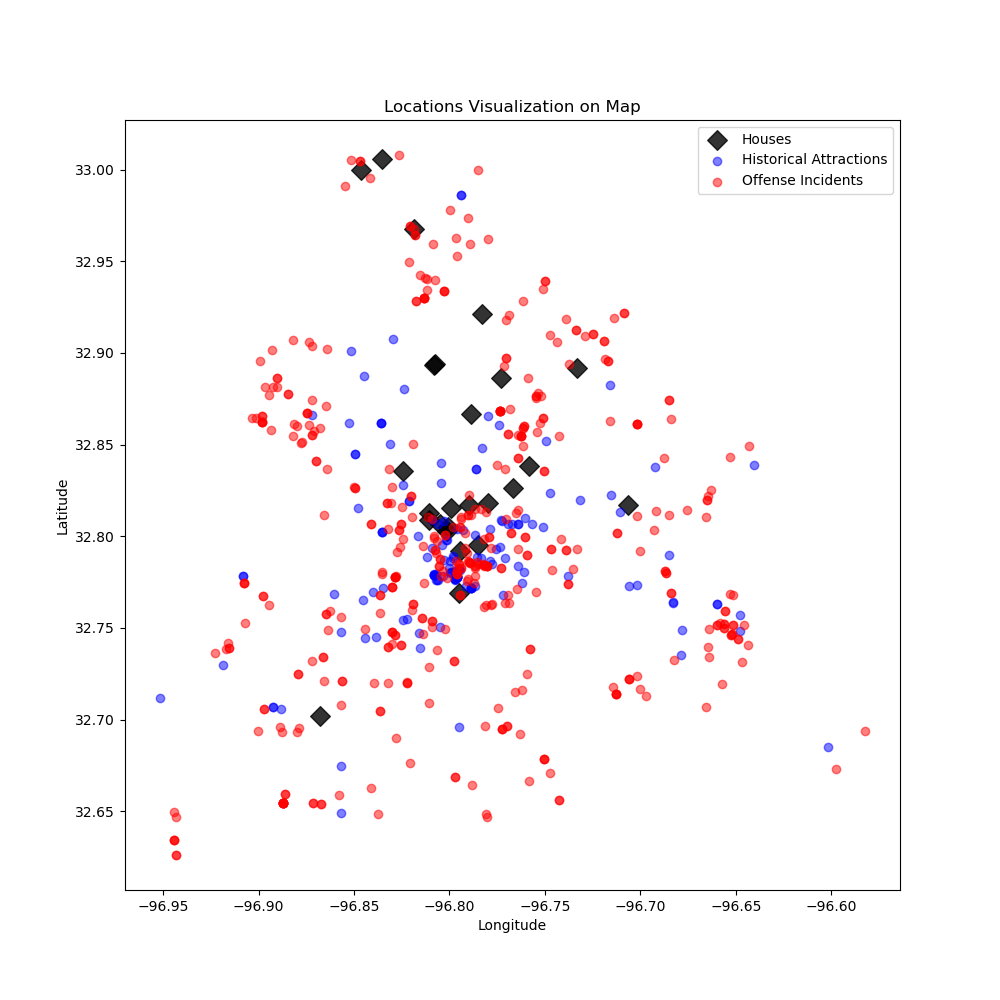 Locations Visualization on Map
Houses
Historical Attractions
Offense Incidents
33.00
32.95
32.90
32.85
32.80
32.75
32.70
32.65
Latitude
−96.95 −96.90 −96.85 −96.80 −96.75 −96.70 −96.65 −96.60
Longitude